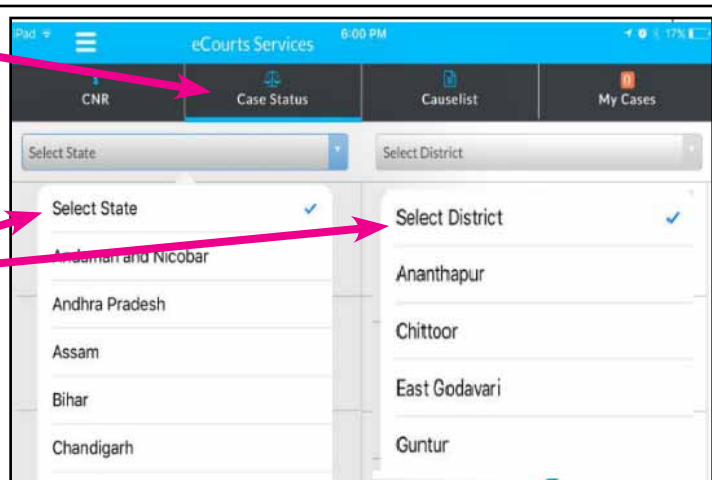 iPad 6:00 PM 17%
eCourts Services
CNR Case Status Causelist 0 My Cases
Select State Select District
Select State
Andaman and Nicobar
Andhra Pradesh
Assam
Bihar
Chandigarh
Select District
Ananthapur
Chittoor
East Godavari
Guntur